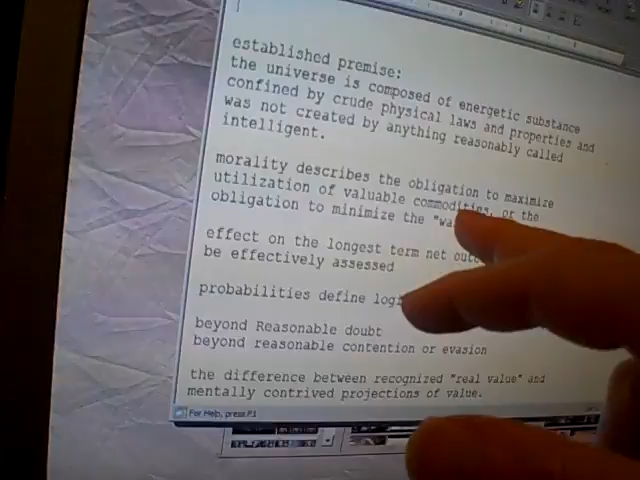 established premise:
the universe is composed of energetic substance
confined by crude physical laws and properties and
was not created by anything reasonably called
intelligent.
morality describes the obligation to maximize
utilization of valuable commodities, or the
obligation to minimize the "wa
effect on the longest term net
be effectively assessed
probabilities define
beyond Reasonable doubt
beyond reasonable contention or evasion
the difference between recognized "real value" and
mentally contrived projections of value.
For Help, press F1